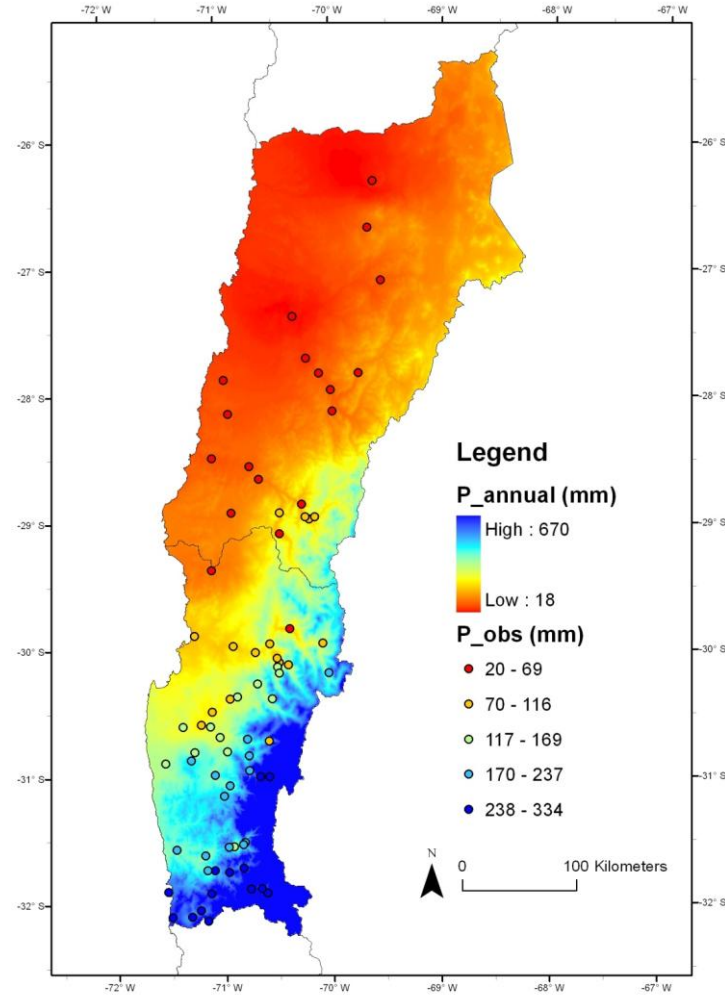 -72° W -71° W -70° W -69° W -68° W -67° W
-26° S -26° S
-27° S -27° S
-28° S -28° S
Legend
P_annual (mm)
High : 670
Low : 18
-29° S -29° S
P_obs (mm)
20 - 69
-30° S -30° S
70 - 116
117 - 169
170 - 237
-31° S -31° S
238 - 334
N
0 100 Kilometers
-32° S -32° S
-72° W -71° W -70° W -69° W -68° W -67° W